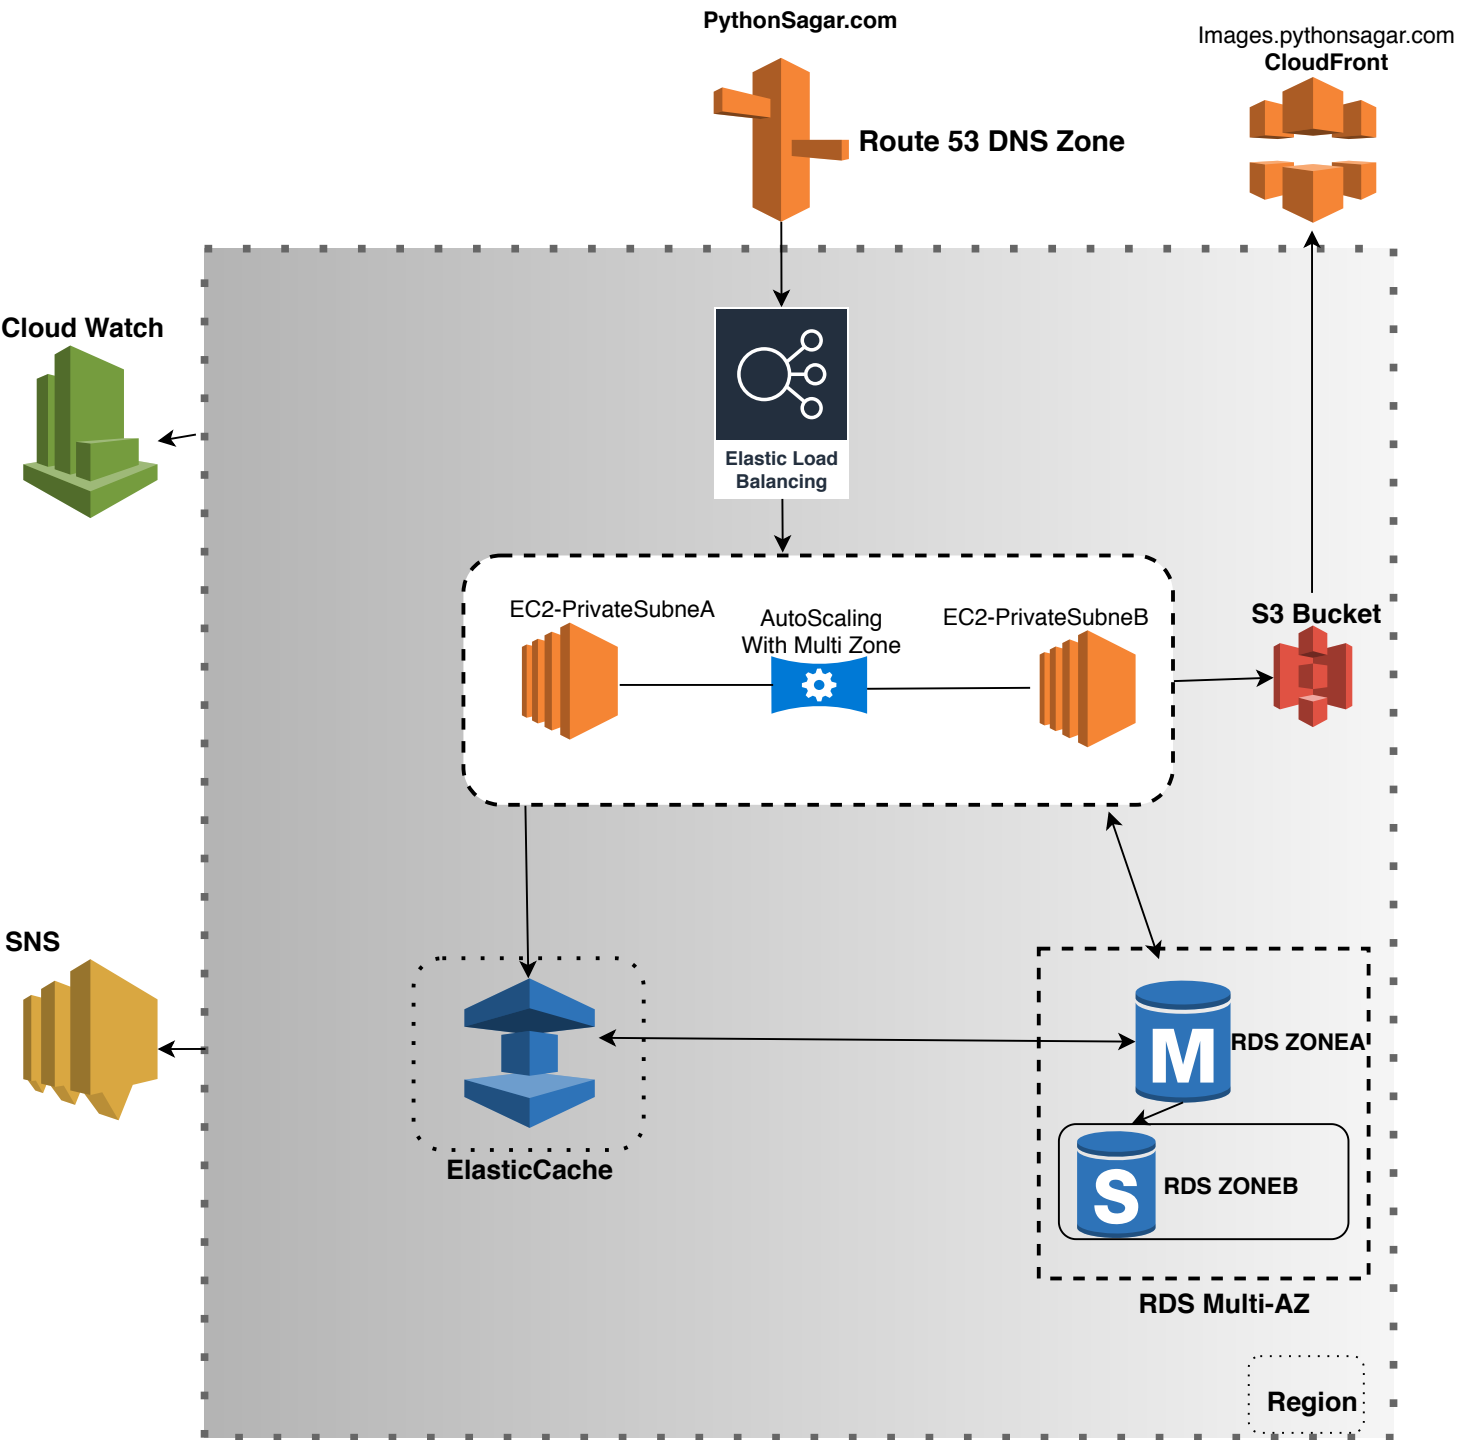 PythonSagar.com
Images.pythonsagar.com
CloudFront
Route 53 DNS Zone
Cloud Watch
Elastic Load
Balancing
EC2-PrivateSubneA
AutoScaling
With Multi Zone
EC2-PrivateSubneB
S3 Bucket
SNS
M
RDS ZONEA
ElasticCache
S
RDS ZONEB
RDS Multi-AZ
Region